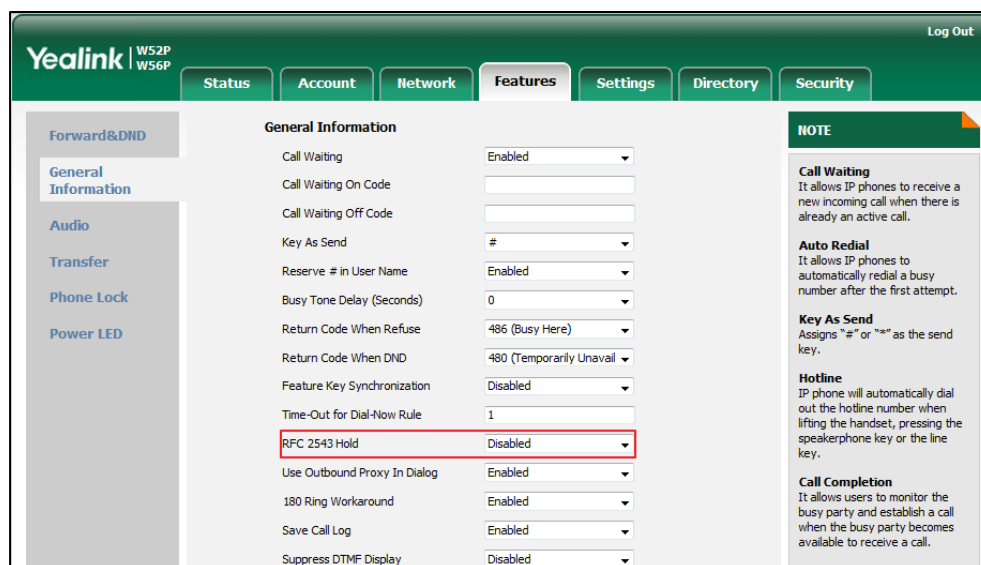 Log Out
Yealink | W52P
W56P
Status Account Network Features Settings Directory Security
Forward&DND
General
Information
Audio
Transfer
Phone Lock
Power LED
General Information
Call Waiting Enabled
Call Waiting On Code
Call Waiting Off Code
Key As Send #
Reserve # in User Name Enabled
Busy Tone Delay (Seconds) 0
Return Code When Refuse 486 (Busy Here)
Return Code When DND 480 (Temporarily Unavail
Feature Key Synchronization Disabled
Time-Out for Dial-Now Rule 1
RFC 2543 Hold Disabled
Use Outbound Proxy In Dialog Enabled
180 Ring Workaround Enabled
Save Call Log Enabled
Suppress DTMF Display Disabled
NOTE
Call Waiting
It allows IP phones to receive a
new incoming call when there is
already an active call.
Auto Redial
It allows IP phones to
automatically redial a busy
number after the first attempt.
Key As Send
Assigns "#" or "*" as the send
key.
Hotline
IP phone will automatically dial
out the hotline number when
lifting the handset, pressing the
speakerphone key or the line
key.
Call Completion
It allows users to monitor the
busy party and establish a call
when the busy party becomes
available to receive a call.